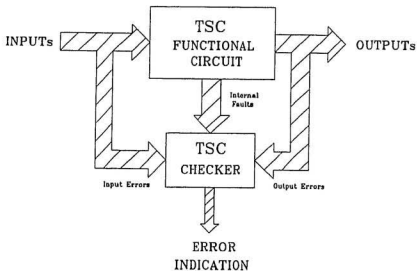 TSC
FUNCTIONAL
CIRCUIT
INPUTs
OUTPUTs
Internal
Faults
TSC
CHECKER
Input Errors
Output Errors
ERROR
INDICATION